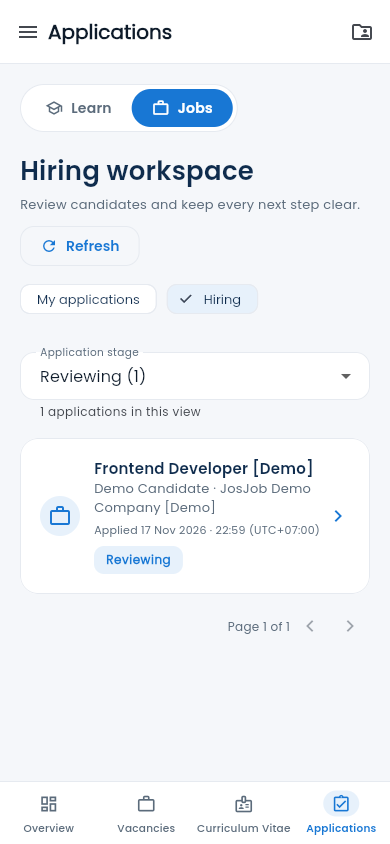 Applications
Learn
Jobs
Hiring workspace
Review candidates and keep every next step clear.
Refresh
My applications
Hiring
Application stage
Reviewing (1)
1 applications in this view
Frontend Developer [Demo]
Demo Candidate · JosJob Demo
Company [Demo]
Applied 17 Nov 2026 · 22:59 (UTC+07:00)
Reviewing
Page 1 of 1
Overview
Vacancies
Curriculum Vitae
Applications